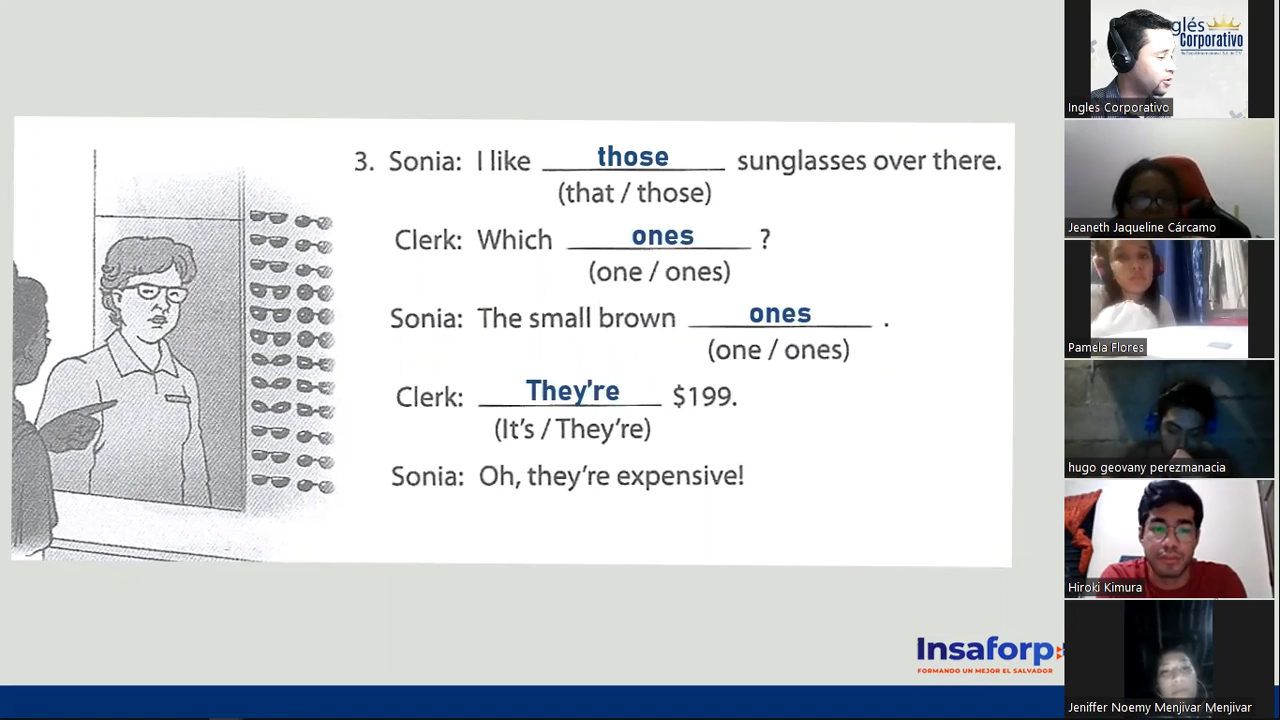 3. Sonia: I like those sunglasses over there.
(that / those)
Clerk: Which ones ?
(one / ones)
Sonia: The small brown ones .
(one / ones)
Clerk: They're $199.
(It's / They're)
Sonia: Oh, they're expensive!
Insaforp
FORMANDO UN MEJOR EL SALVADOR
glés
Corporativo
Ingles Corporativo
Jeaneth Jaqueline Cárcamo
Pamela Flores
hugo geovany perezmanacia
Hiroki Kimura
Jeniffer Noemy Menjivar Menjivar